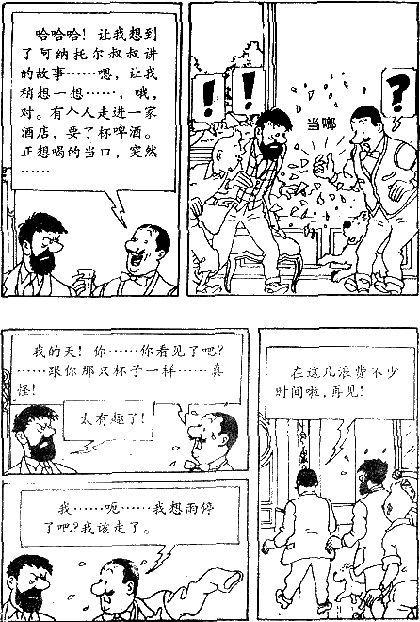 哈哈哈！让我想到
了阿纳托尔叔叔讲
的故事……嗯，让我
稍想一想……，哦，
对。有个人走进一家
酒店，要了杯啤酒。
正想喝的当口，突然
……
！
！
当啷
？
我的天！你……你看见了吧？
……跟你那只杯子一样……真
怪！
太有趣了！
我……呃……我想雨停
了吧？我该走了。
在这儿浪费不少
时间啦，再见！